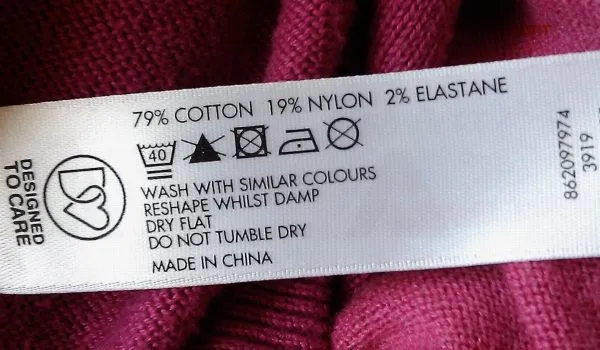 79% COTTON 19% NYLON 2% ELASTANE
40
WASH WITH SIMILAR COLOURS
RESHAPE WHILST DAMP
DRY FLAT
DO NOT TUMBLE DRY
MADE IN CHINA
DESIGNED
TO CARE
862097974
3919